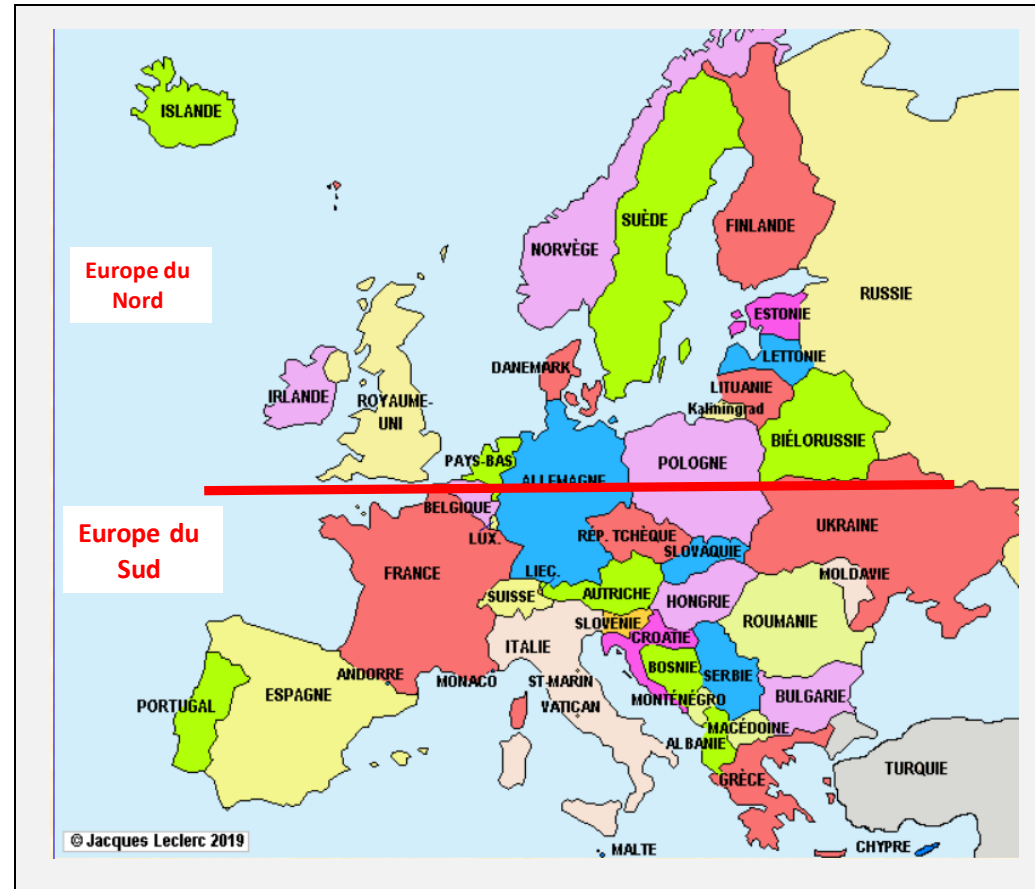 ISLANDE
SUÈDE
FINLANDE
NORVÈGE
Europe du
Nord
RUSSIE
ESTONIE
LETTONIE
DANEMARK
LITUANIE
IRLANDE
ROYAUME-
UNI
Kaliningrad
BIÉLORUSSIE
PAYS-BAS
POLOGNE
ALLEMAGNE
BELGIQUE
Europe du
Sud
UKRAINE
LUX.
RÉP. TCHÈQUE
SLOVAQUIE
FRANCE
LIEC.
MOLDAVIE
SUISSE
AUTRICHE
HONGRIE
SLOVÉNIE
ROUMANIE
CROATIE
ITALIE
BOSNIE
ANDORRE
MONACO
ST-MARIN
SERBIE
ESPAGNE
PORTUGAL
VATICAN
MONTÉNÉGRO
BULGARIE
MACÉDOINE
ALBANIE
TURQUIE
GRÈCE
© Jacques Leclerc 2019
MALTE
CHYPRE